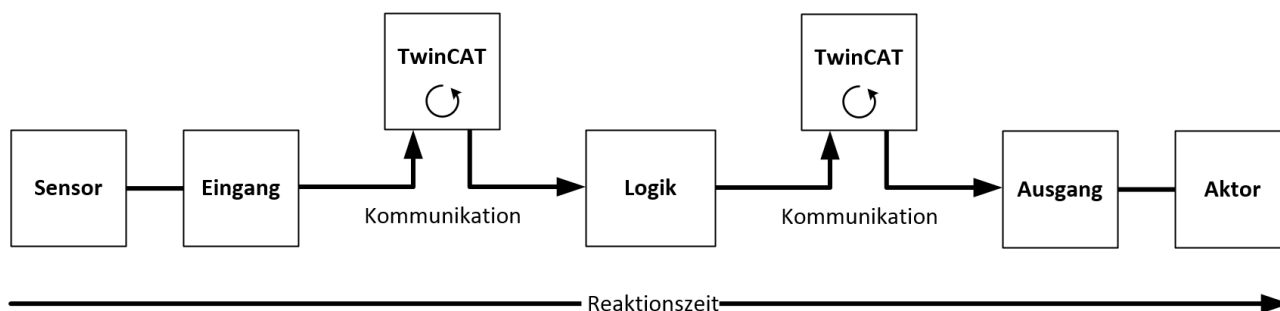 TwinCAT
TwinCAT
Sensor
Eingang
Kommunikation
Logik
Kommunikation
Ausgang
Aktor
Reaktionszeit